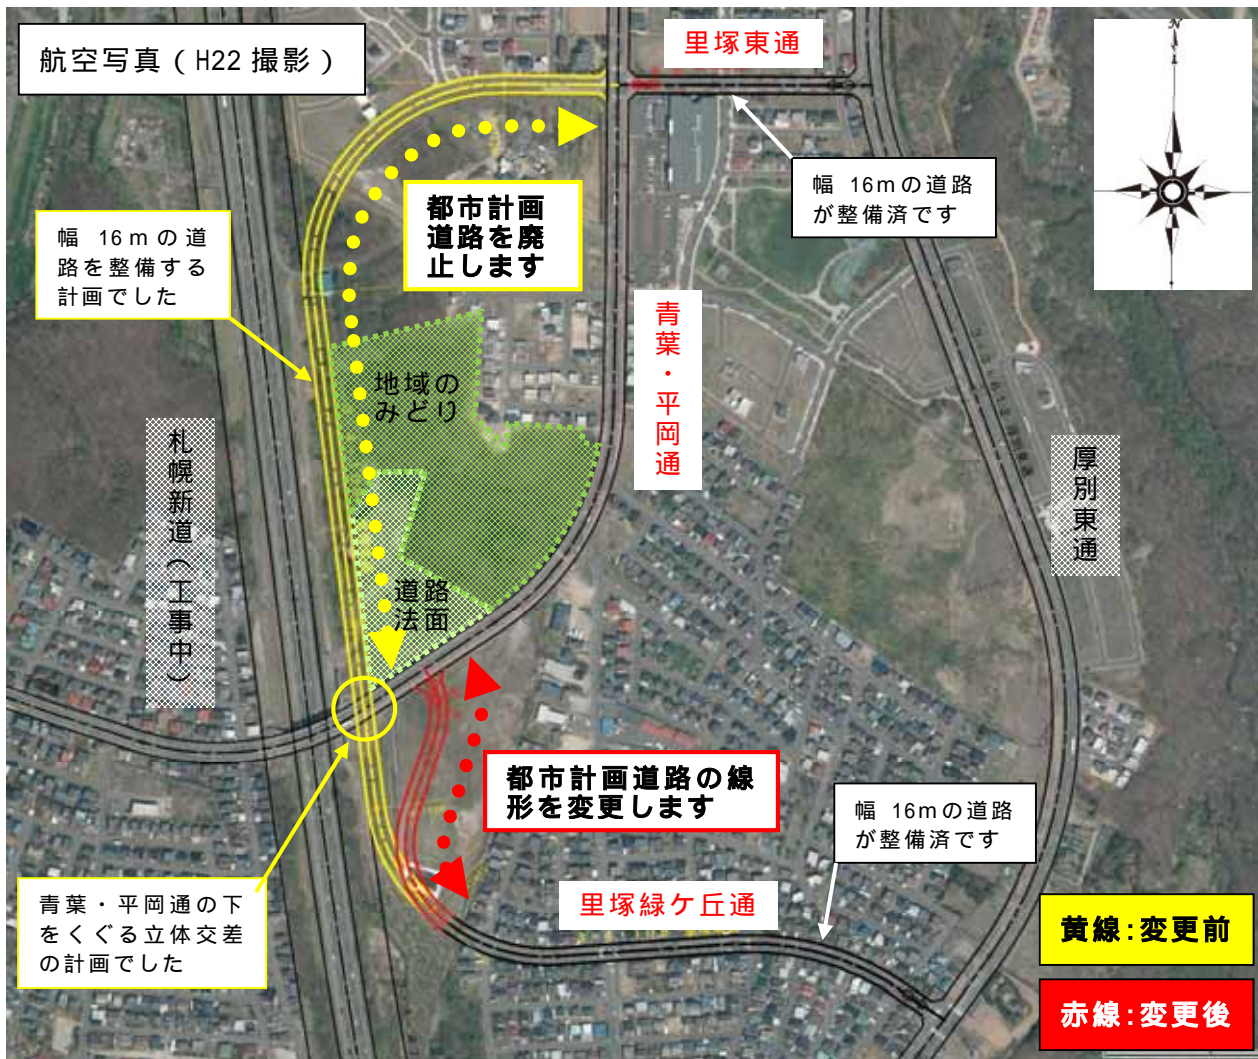 航空写真（H22 撮影）
里塚東通
N
幅 16mの道路
が整備済です
都市計画
道路を廃
止します
幅 16ｍの道
路を整備する
計画でした
青葉・平岡通
地域の
みどり
札幌新道（工事中）
厚別東通
道路
法面
都市計画道路の線
形を変更します
幅 16mの道路
が整備済です
青葉・平岡通の下
をくぐる立体交差
の計画でした
里塚緑ケ丘通
黄線:変更前
赤線:変更後